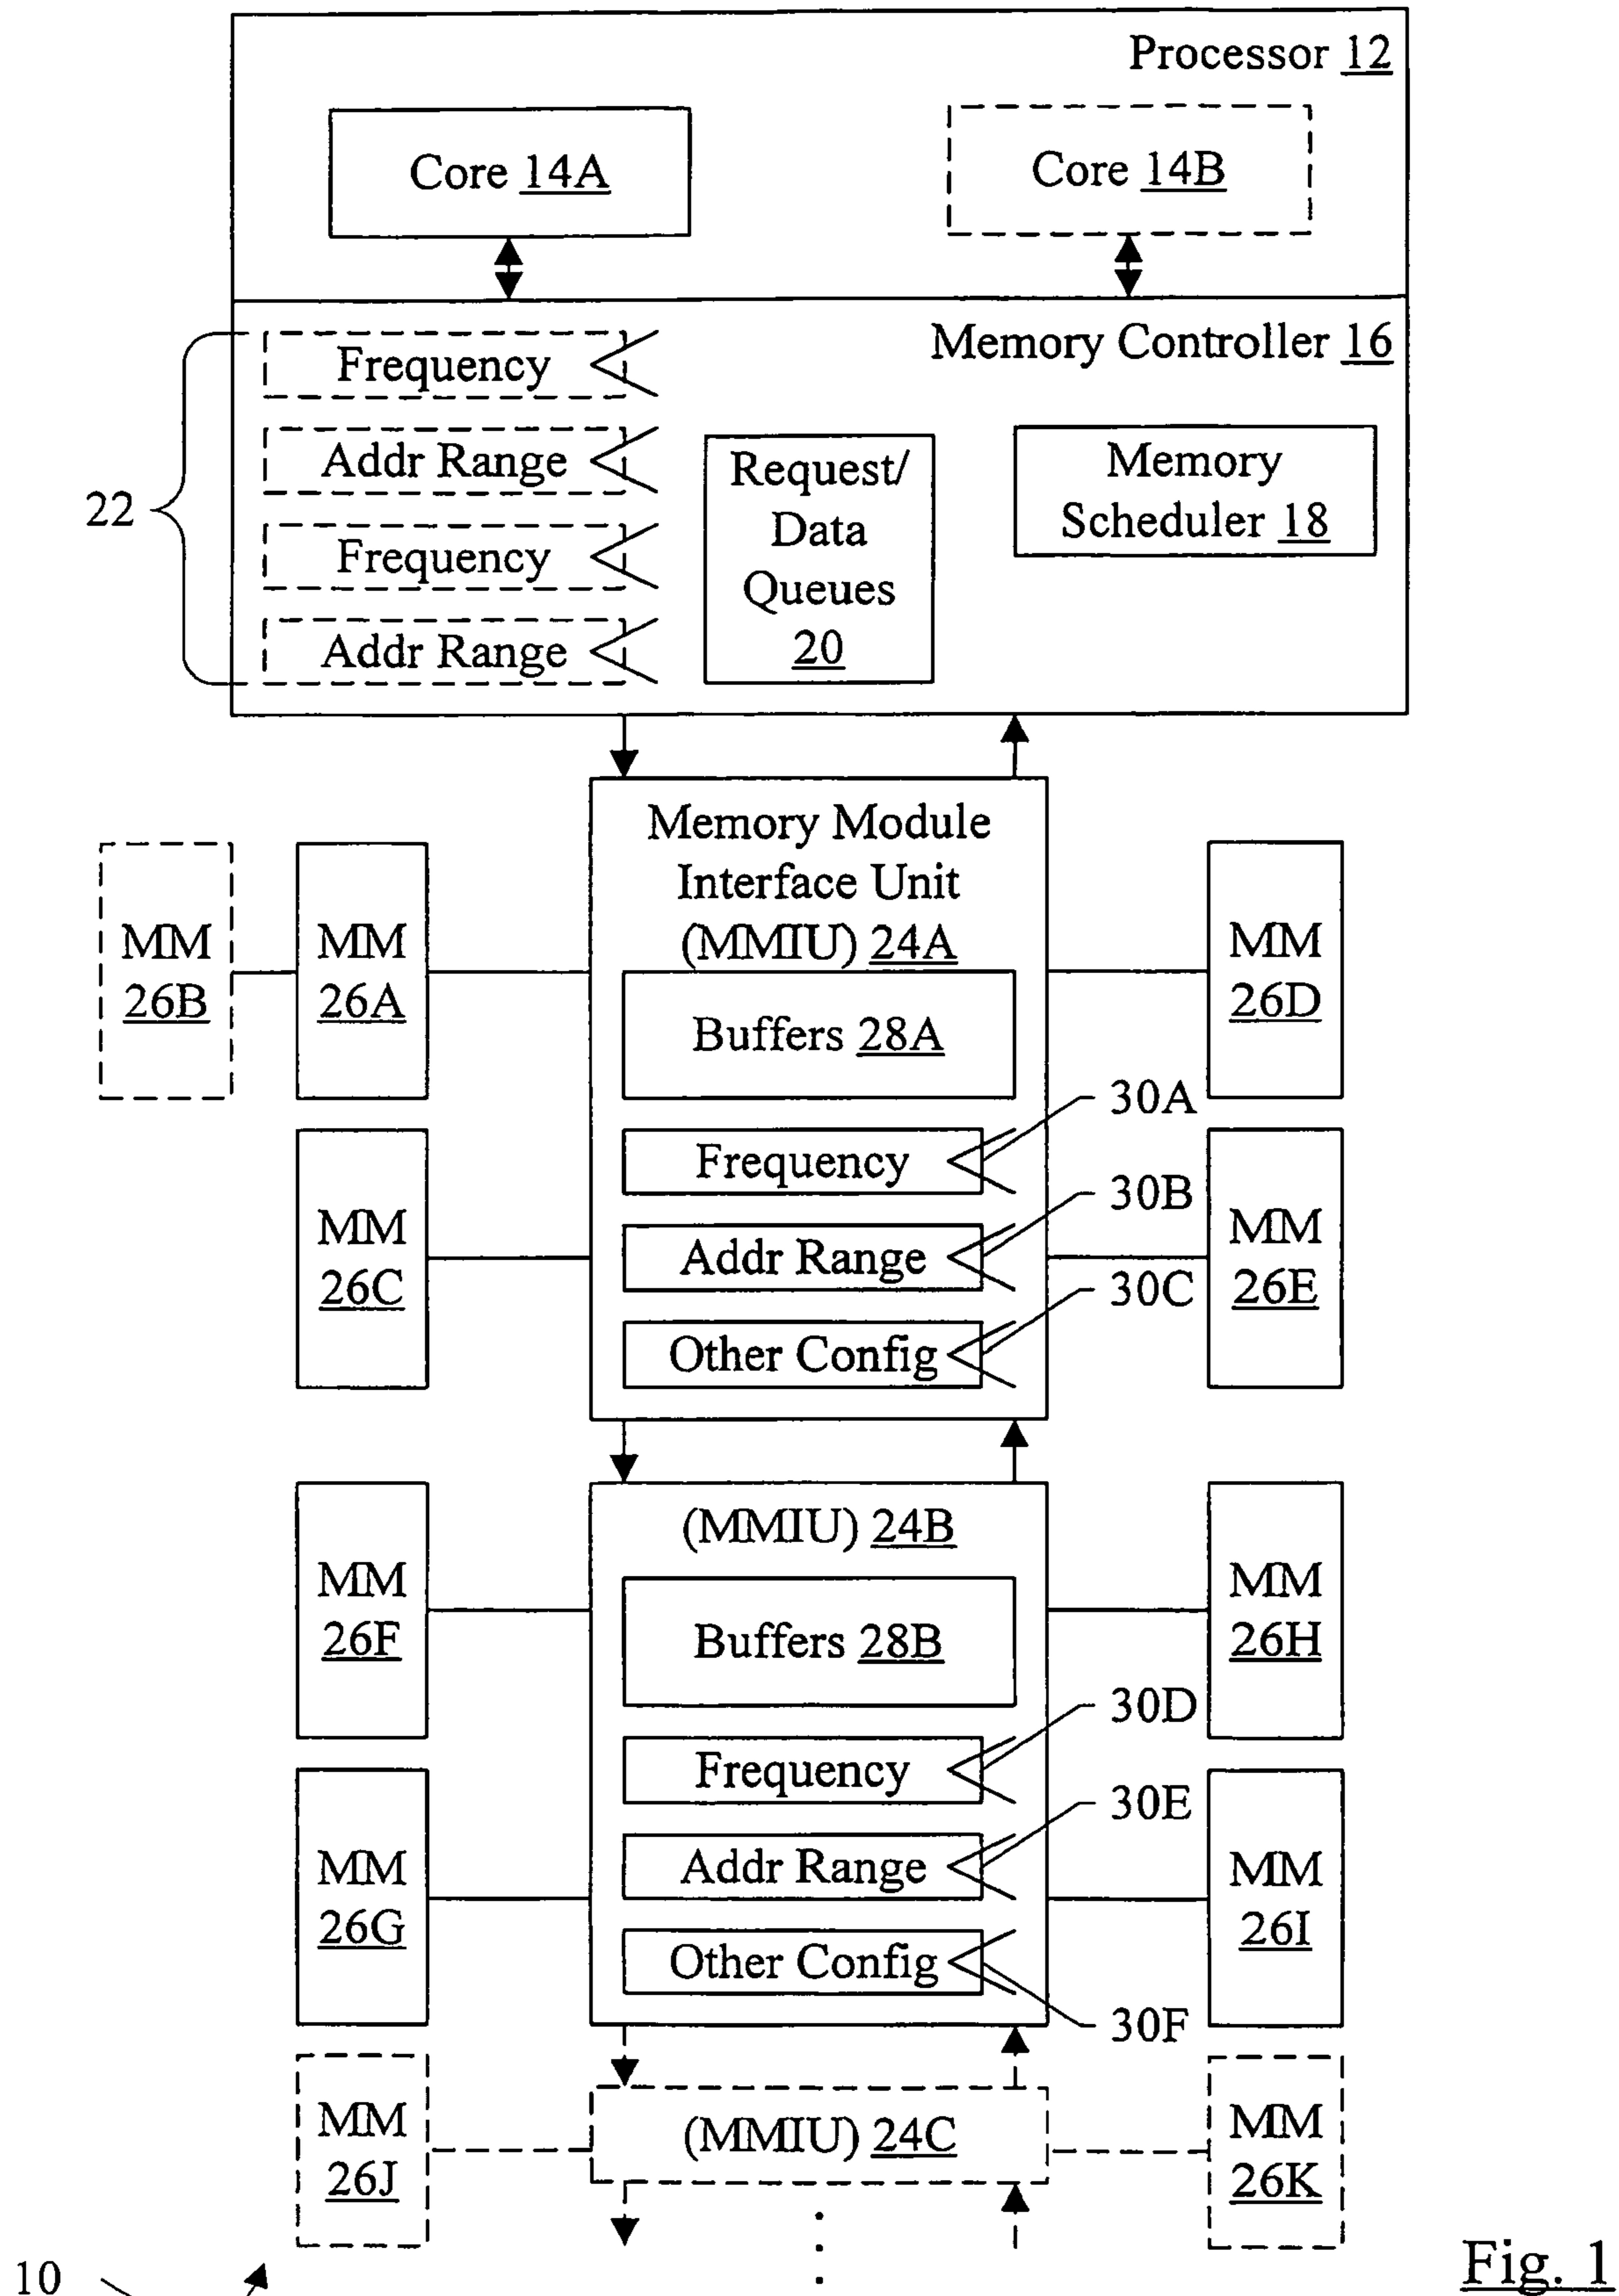 Processor 12
Core 14A
Core 14B
Memory Controller 16
Frequency
Addr Range
Frequency
Addr Range
22
Request/
Data
Queues
20
Memory
Scheduler 18
Memory Module
Interface Unit
(MMIU) 24A
MM
26B
MM
26A
MM
26D
Buffers 28A
30A
Frequency
30B
MM
26C
Addr Range
MM
26E
30C
Other Config
(MMIU) 24B
MM
26F
MM
26H
Buffers 28B
30D
Frequency
30E
MM
26G
Addr Range
MM
26I
Other Config
30F
MM
26J
(MMIU) 24C
MM
26K
10
Fig. 1